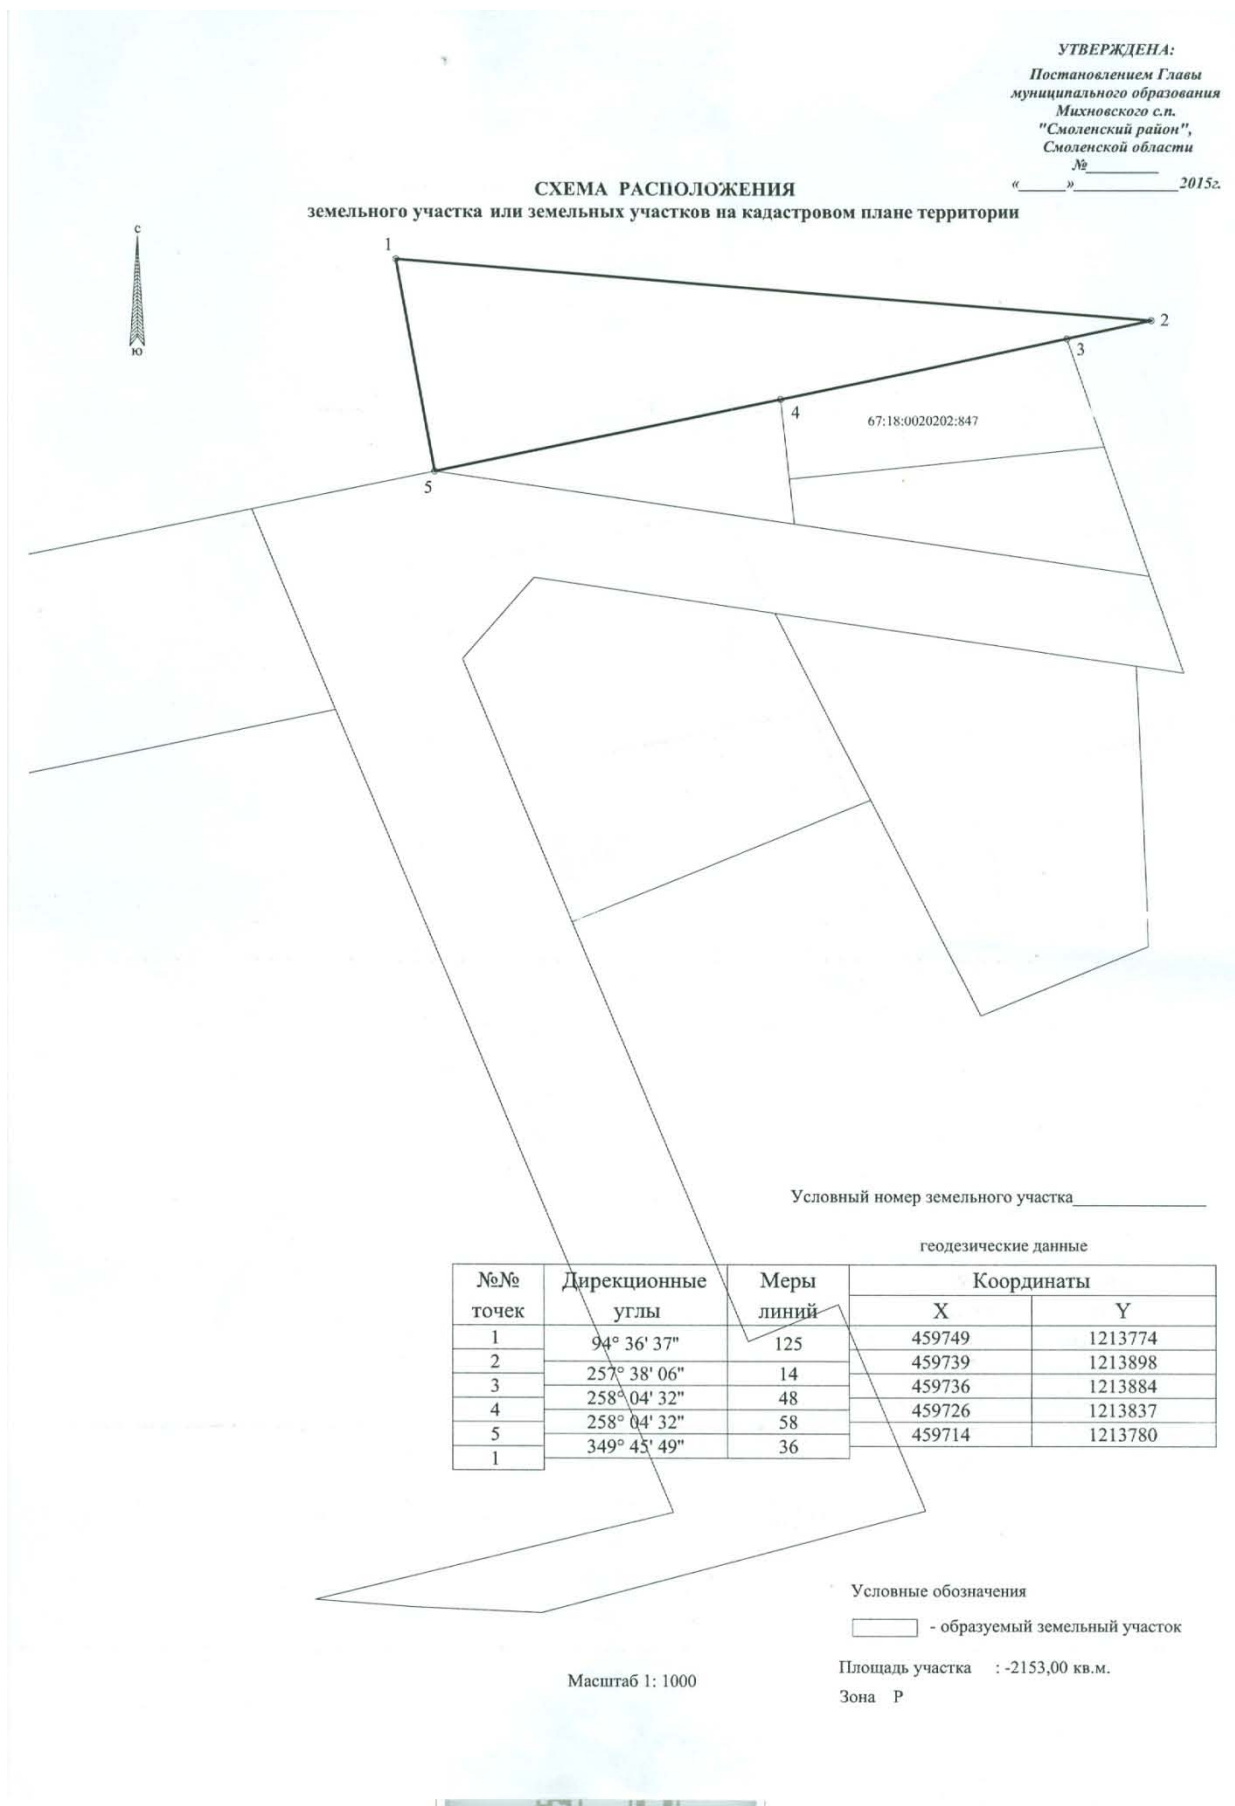 УТВЕРЖДЕНА:
Постановлением Главы
муниципального образования
Михновского с.п.
"Смоленский район",
Смоленской области
№__________
«______»______________2015г.
СХЕМА РАСПОЛОЖЕНИЯ
земельного участка или земельных участков на кадастровом плане территории
с
ю
1
2
3
4
67:18:0020202:847
5
Условный номер земельного участка________________
геодезические данные
№№ точек Дирекционные углы Меры линий Координаты
X Y
1 94° 36' 37" 125 459749 1213774
2 257° 38' 06" 14 459739 1213898
3 258° 04' 32" 48 459736 1213884
4 258° 04' 32" 58 459726 1213837
5 349° 45' 49" 36 459714 1213780
1
Условные обозначения
- образуемый земельный участок
Площадь участка : -2153,00 кв.м.
Масштаб 1: 1000
Зона Р